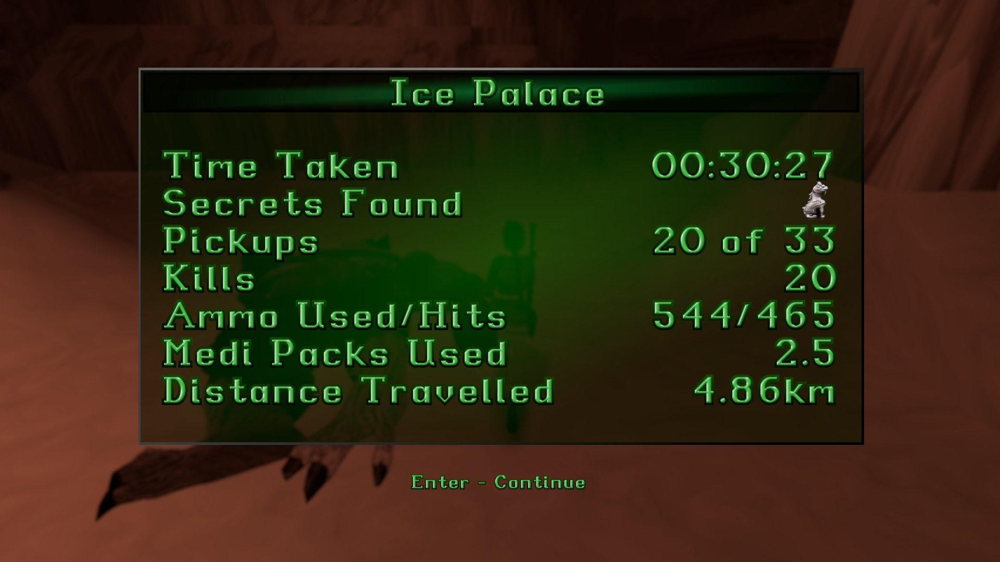 Ice Palace
Time Taken 00:30:27
Secrets Found
Pickups 20 of 33
Kills 20
Ammo Used/Hits 544/465
Medi Packs Used 2.5
Distance Travelled 4.86km
Enter - Continue